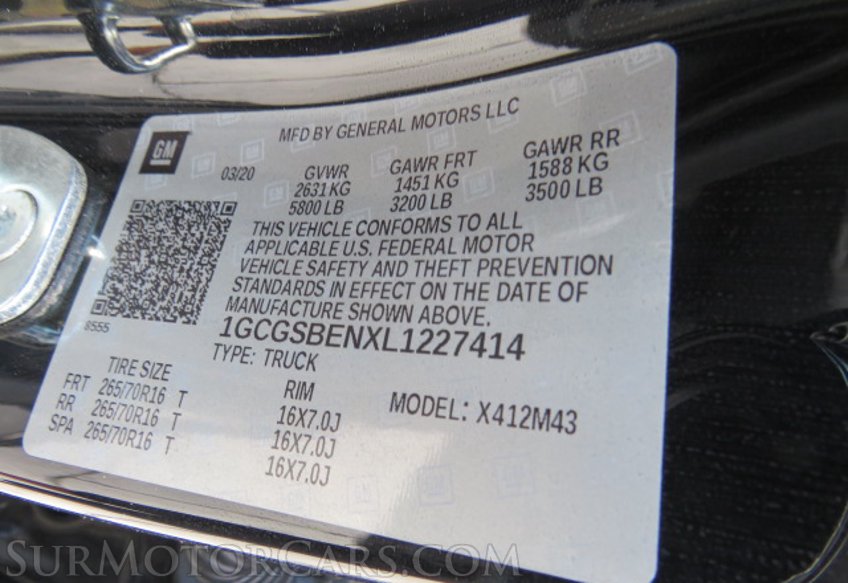 GM
MFD BY GENERAL MOTORS LLC
03/20
GVWR GAWR FRT GAWR RR
2631 KG 1451 KG 1588 KG
5800 LB 3200 LB 3500 LB
THIS VEHICLE CONFORMS TO ALL
APPLICABLE U.S. FEDERAL MOTOR
VEHICLE SAFETY AND THEFT PREVENTION
STANDARDS IN EFFECT ON THE DATE OF
MANUFACTURE SHOWN ABOVE.
8555
1GCGSBENXL1227414
TYPE: TRUCK
TIRE SIZE RIM MODEL: X412M43
FRT 265/70R16 T 16X7.0J
RR 265/70R16 T 16X7.0J
SPA 265/70R16 T 16X7.0J
SURMOTORCARS.COM